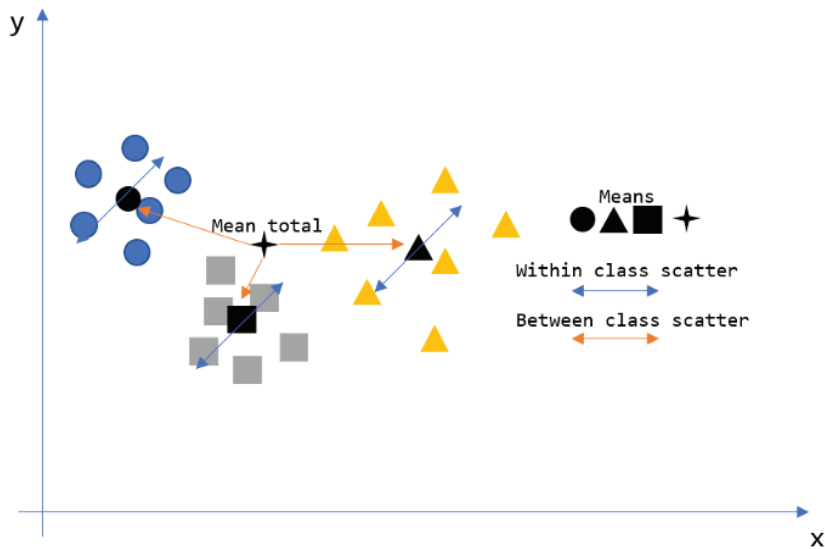 y
Mean total
Means
Within class scatter
Between class scatter
x